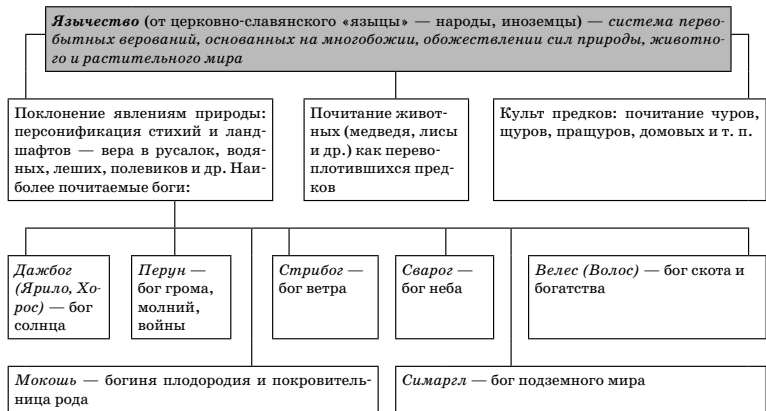 Язычество (от церковно-славянского «языцы» — народы, иноземцы) — система перво-
бытных верований, основанных на многобожии, обожествлении сил природы, животно-
го и растительного мира
Поклонение явлениям природы:
персонификация стихий и ланд-
шафтов — вера в русалок, водя-
ных, леших, полевиков и др. Наи-
более почитаемые боги:
Почитание живот-
ных (медведя, лисы
и др.) как перево-
плотившихся пред-
ков
Культ предков: почитание чуров,
щуров, пращуров, домовых и т. п.
Дажбог
(Ярило, Хо-
рос) — бог
солнца
Перун —
бог грома,
молний,
войны
Стрибог —
бог ветра
Сварог —
бог неба
Велес (Волос) — бог скота и
богатства
Мокошь — богиня плодородия и покровитель-
ница рода
Симаргл — бог подземного мира